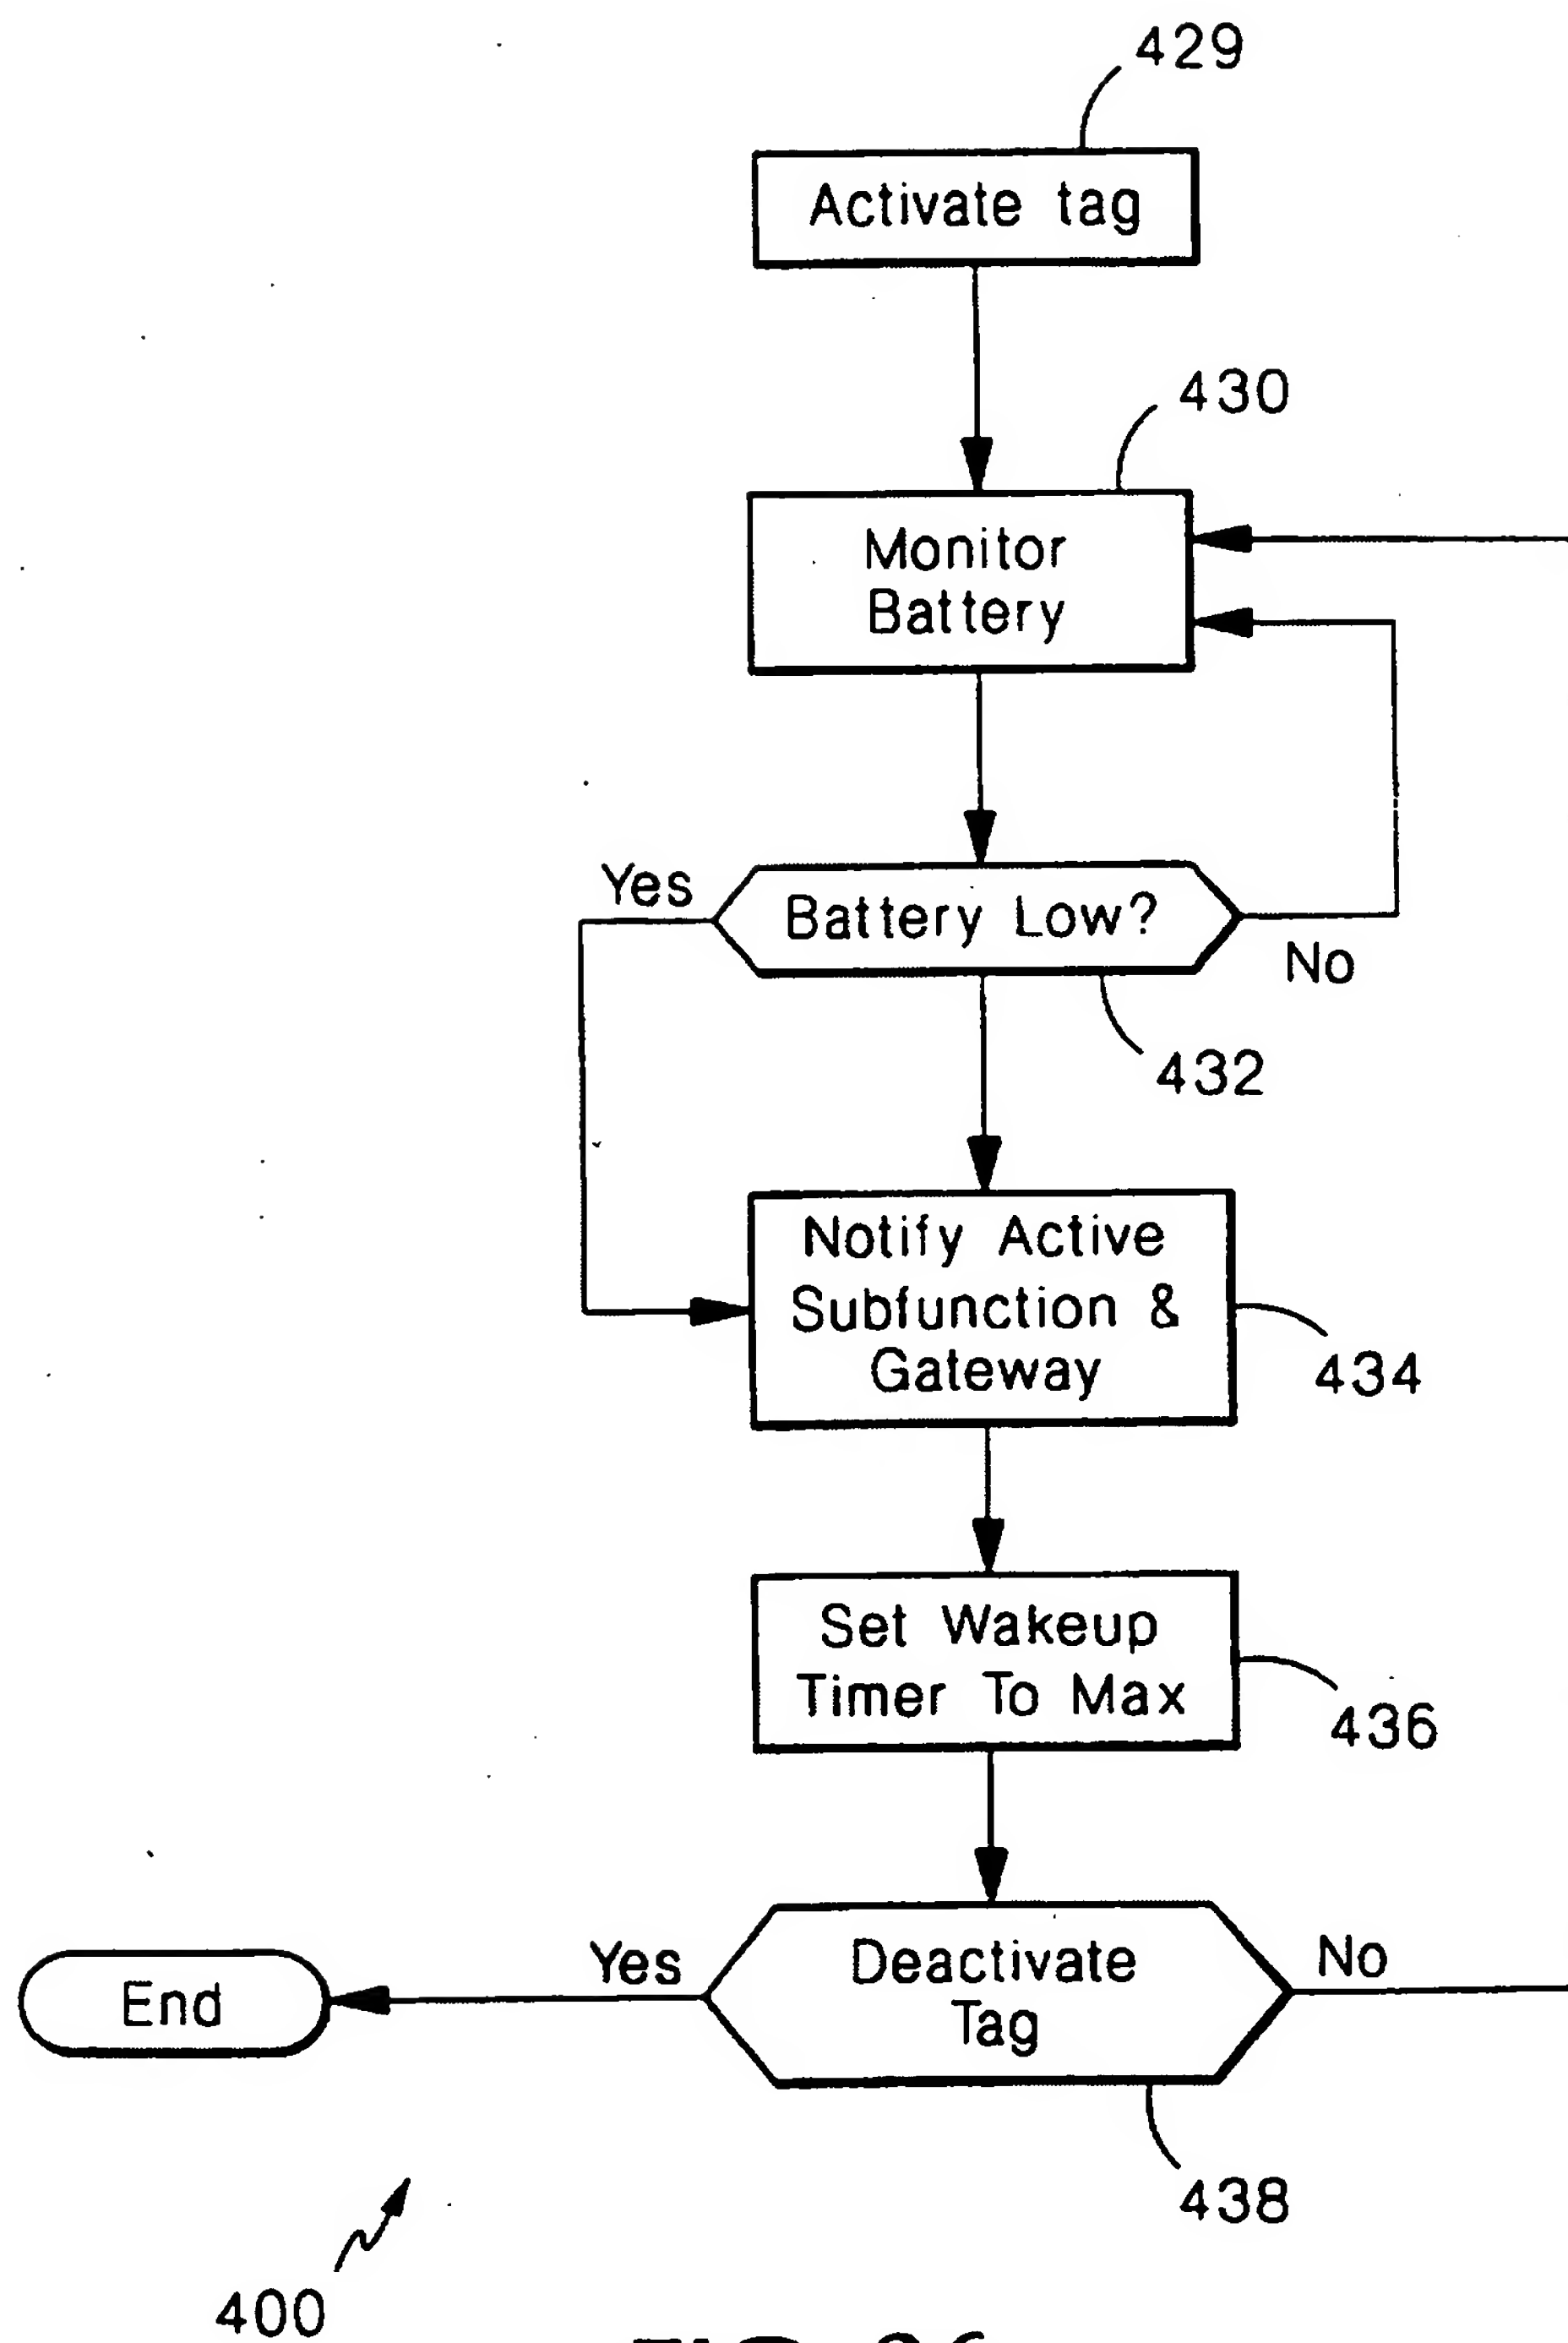 429
Activate tag
430
Monitor
Battery
Yes
Battery Low?
No
432
Notify Active
Subfunction &
Gateway
434
Set Wakeup
Timer To Max
436
End
Yes
Deactivate
Tag
No
438
400